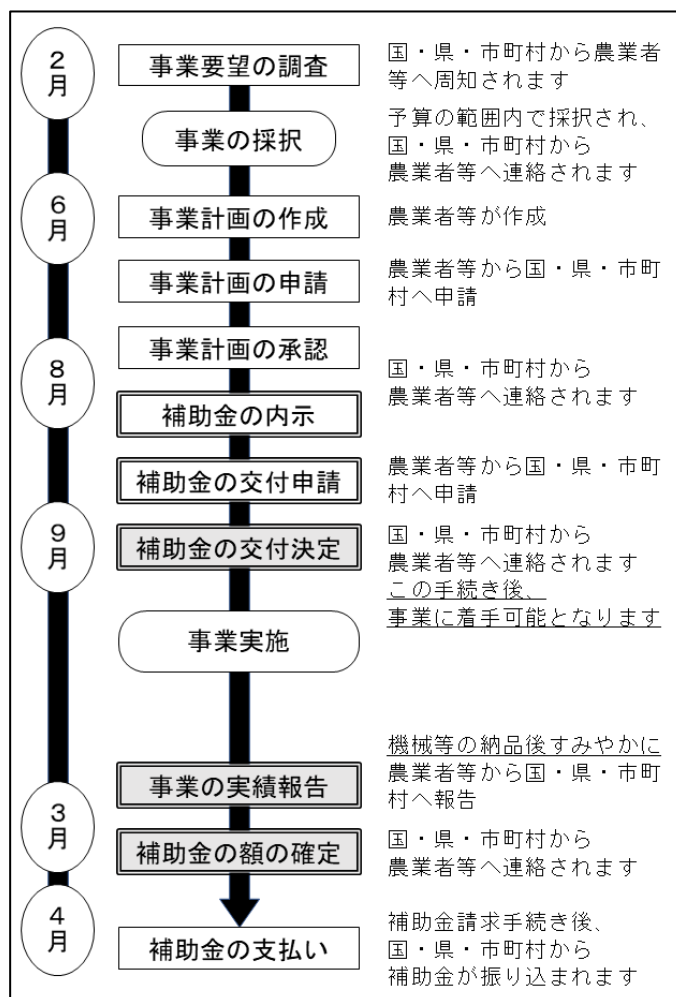 2月
事業要望の調査
国・県・市町村から農業者
等へ周知されます
事業の採択
予算の範囲内で採択され、
国・県・市町村から
農業者等へ連絡されます
6月
事業計画の作成
農業者等が作成
事業計画の申請
農業者等から国・県・市町
村へ申請
事業計画の承認
8月
国・県・市町村から
農業者等へ連絡されます
補助金の内示
補助金の交付申請
農業者等から国・県・市町
村へ申請
9月
補助金の交付決定
国・県・市町村から
農業者等へ連絡されます
この手続き後、
事業に着手可能となります
事業実施
機械等の納品後すみやかに
事業の実績報告
農業者等から国・県・市町
村へ報告
3月
補助金の額の確定
国・県・市町村から
農業者等へ連絡されます
4月
補助金の支払い
補助金請求手続き後、
国・県・市町村から
補助金が振り込まれます